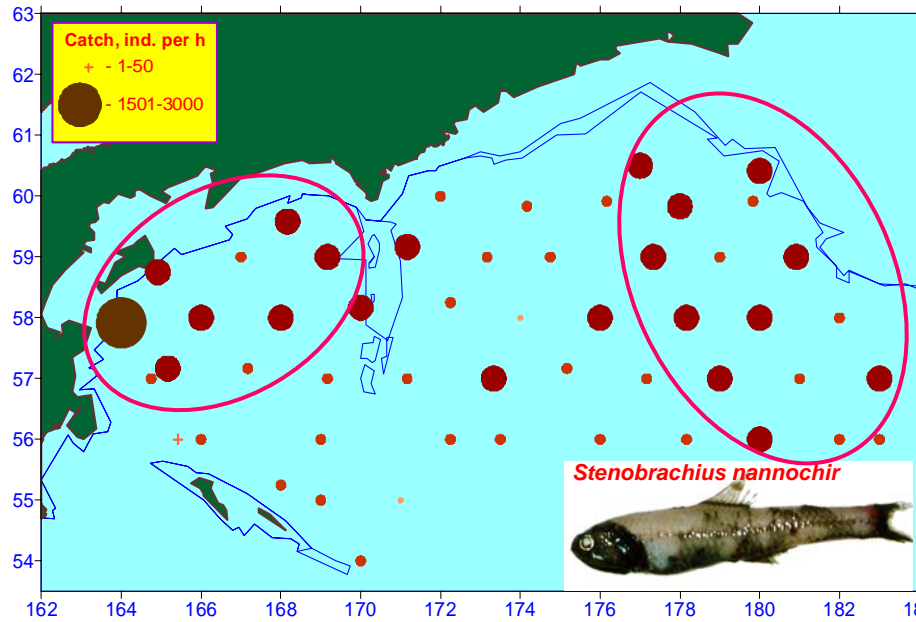 63
62
61
60
59
58
57
56
55
54
Catch, ind. per h
+ - 1-50
- 1501-3000
Stenobrachius nannochir
162 164 166 168 170 172 174 176 178 180 182